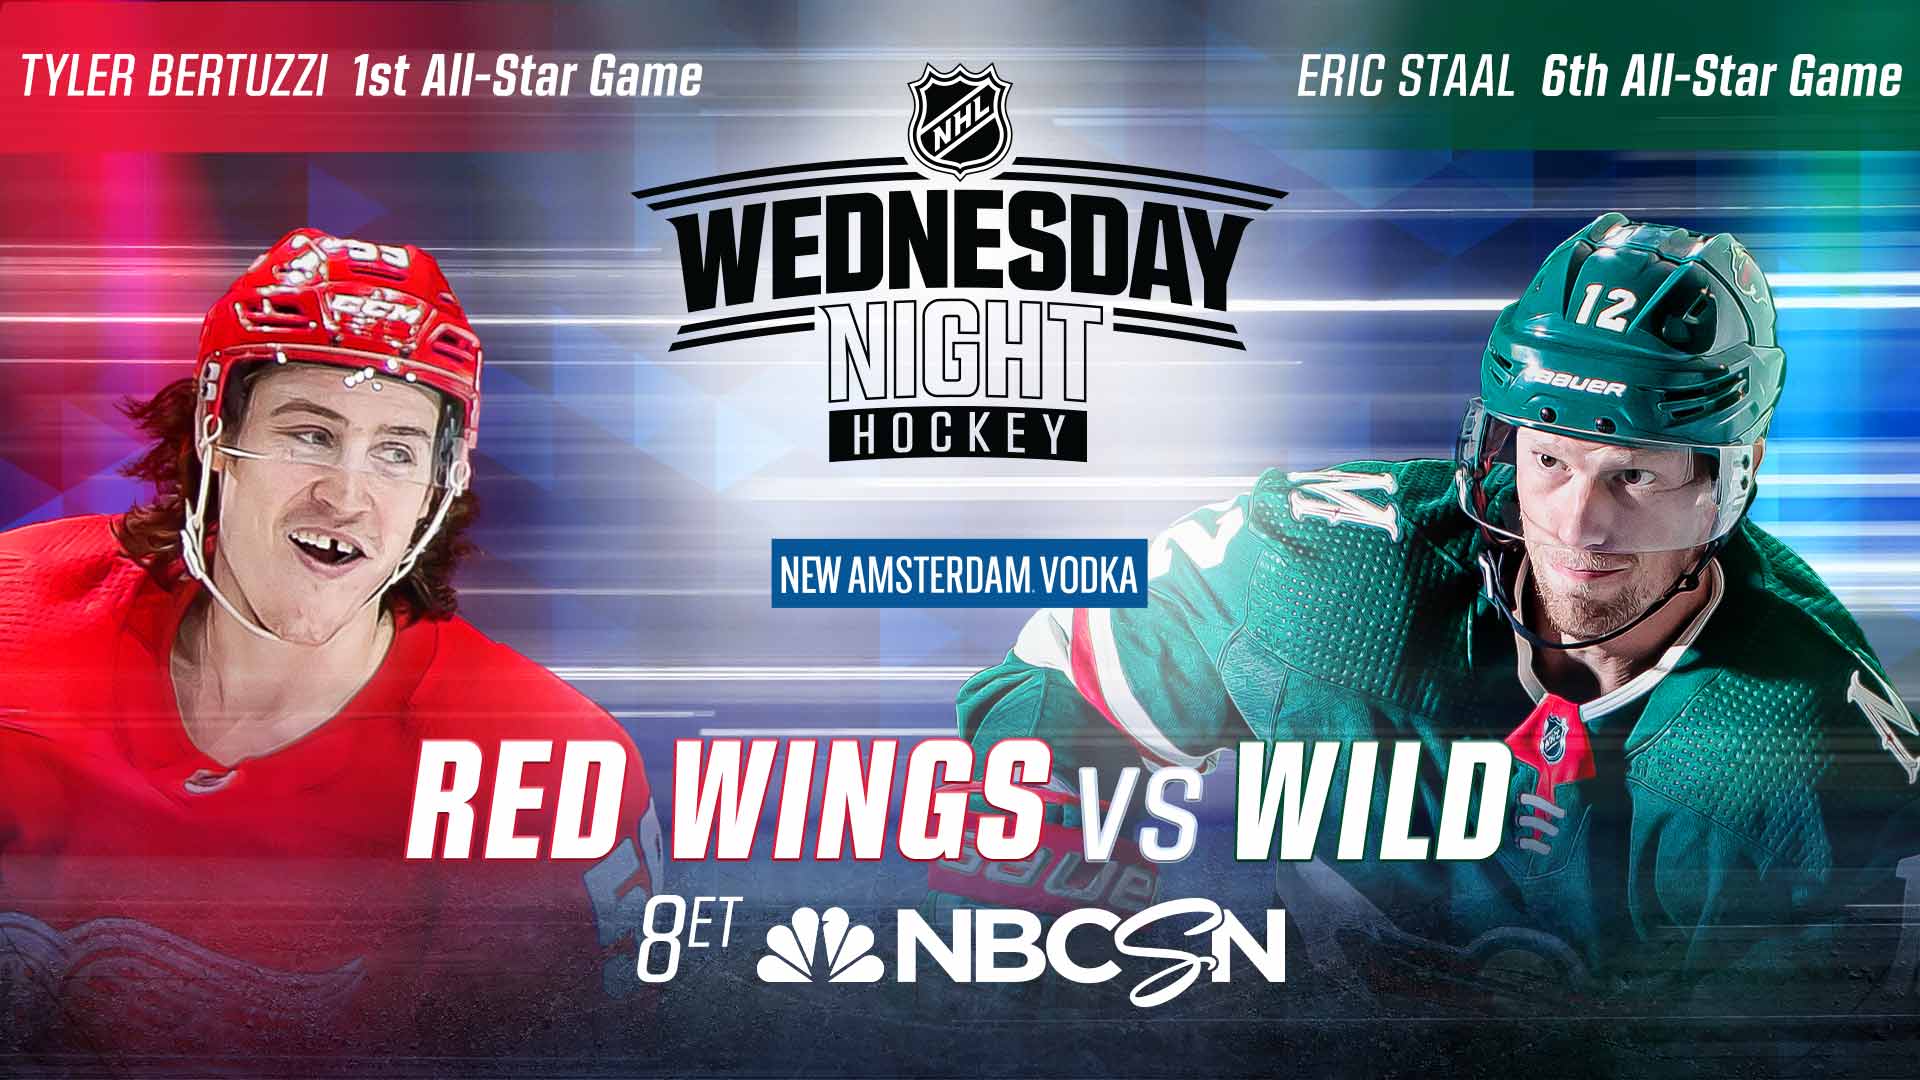 TYLER BERTUZZI 1st All-Star Game
ERIC STAAL 6th All-Star Game
NHL
WEDNESDAY
NIGHT
HOCKEY
CCM
12
BAUER
NEW AMSTERDAM VODKA
RED WINGS VS WILD
BAUER
8ET NBCSN